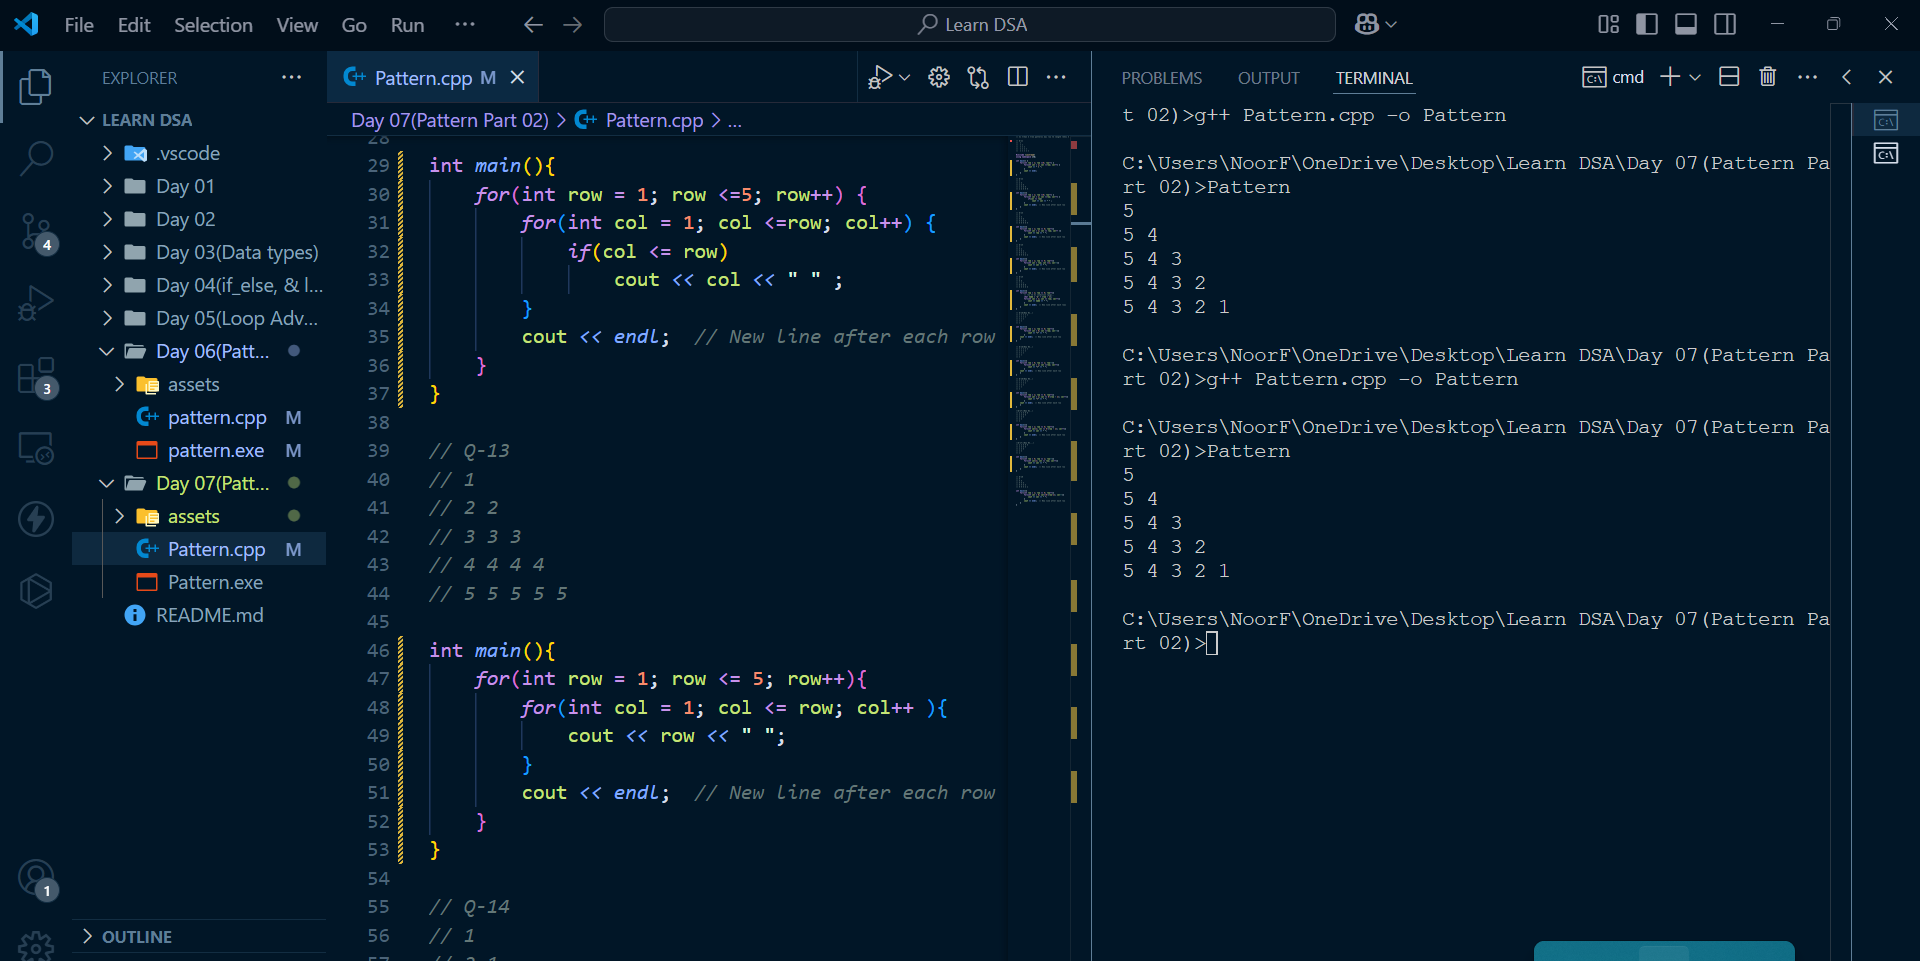 File Edit Selection View Go Run ··· Learn DSA
EXPLORER ···
LEARN DSA
.vscode
Day 01
Day 02
Day 03(Data types)
Day 04(if_else, & l...
Day 05(Loop Adv...
Day 06(Patt...
assets
pattern.cpp M
pattern.exe M
Day 07(Patt...
assets
Pattern.cpp M
Pattern.exe
README.md
OUTLINE
4
3
1
Pattern.cpp M
Day 07(Pattern Part 02) > Pattern.cpp > ...
28
29 int main(){
30 for(int row = 1; row <=5; row++) {
31 for(int col = 1; col <=row; col++) {
32 if(col <= row)
33 cout << col << " " ;
34 }
35 cout << endl; // New line after each row
36 }
37 }
38
39 // Q-13
40 // 1
41 // 2 2
42 // 3 3 3
43 // 4 4 4 4
44 // 5 5 5 5 5
45
46 int main(){
47 for(int row = 1; row <= 5; row++){
48 for(int col = 1; col <= row; col++ ){
49 cout << row << " ";
50 }
51 cout << endl; // New line after each row
52 }
53 }
54
55 // Q-14
56 // 1
57 // 2 1
PROBLEMS OUTPUT TERMINAL cmd
t 02)>g++ Pattern.cpp -o Pattern
C:\Users\NoorF\OneDrive\Desktop\Learn DSA\Day 07(Pattern Pa
rt 02)>Pattern
5
5 4
5 4 3
5 4 3 2
5 4 3 2 1
C:\Users\NoorF\OneDrive\Desktop\Learn DSA\Day 07(Pattern Pa
rt 02)>g++ Pattern.cpp -o Pattern
C:\Users\NoorF\OneDrive\Desktop\Learn DSA\Day 07(Pattern Pa
rt 02)>Pattern
5
5 4
5 4 3
5 4 3 2
5 4 3 2 1
C:\Users\NoorF\OneDrive\Desktop\Learn DSA\Day 07(Pattern Pa
rt 02)>